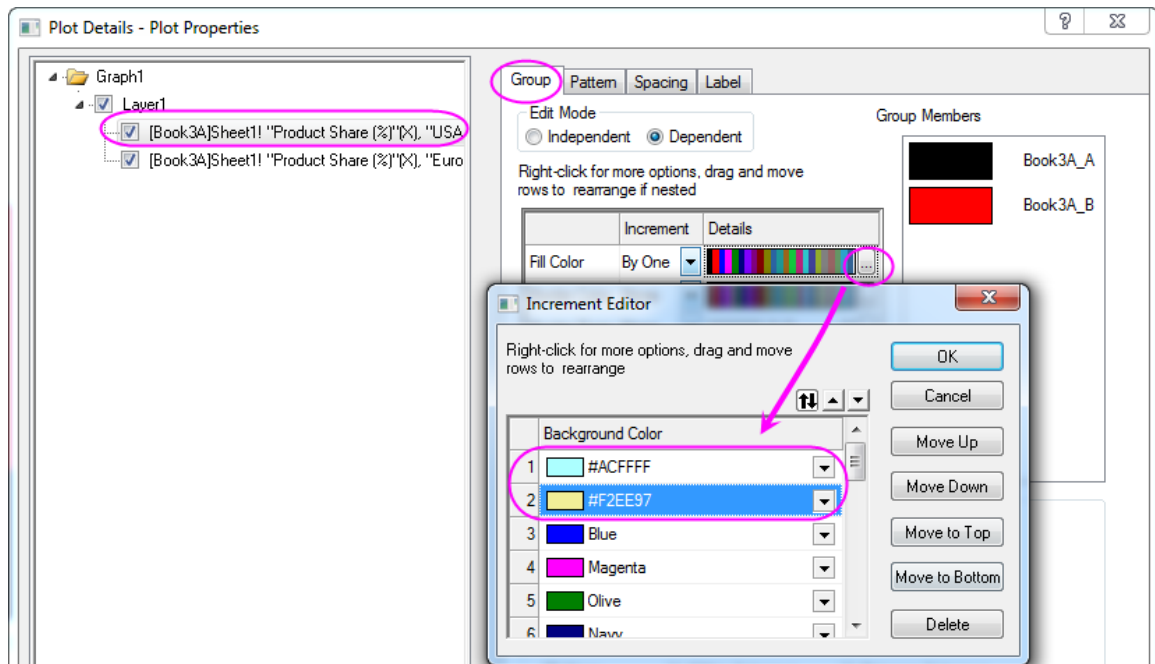 Plot Details - Plot Properties
Graph1
Layer1
[Book3A]Sheet1! "Product Share (%)"(X), "USA
[Book3A]Sheet1! "Product Share (%)"(X), "Euro
Group Pattern Spacing Label
Edit Mode
Independent Dependent
Group Members
Right-click for more options, drag and move
rows to rearrange if nested
Book3A_A
Book3A_B
Increment Details
Fill Color By One ...
Increment Editor
Right-click for more options, drag and move
rows to rearrange
OK
Cancel
Move Up
Move Down
Move to Top
Move to Bottom
Delete
Background Color
1 #ACFFFF
2 #F2EE97
3 Blue
4 Magenta
5 Olive
6 Navy